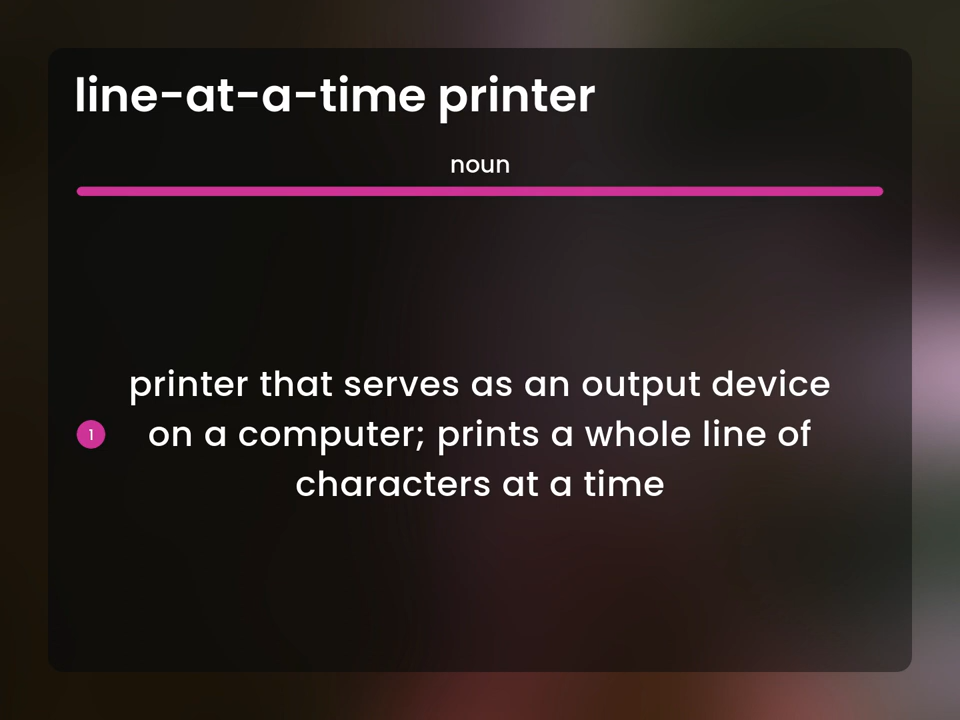 line-at-a-time printer
noun
printer that serves as an output device
1 on a computer; prints a whole line of
characters at a time